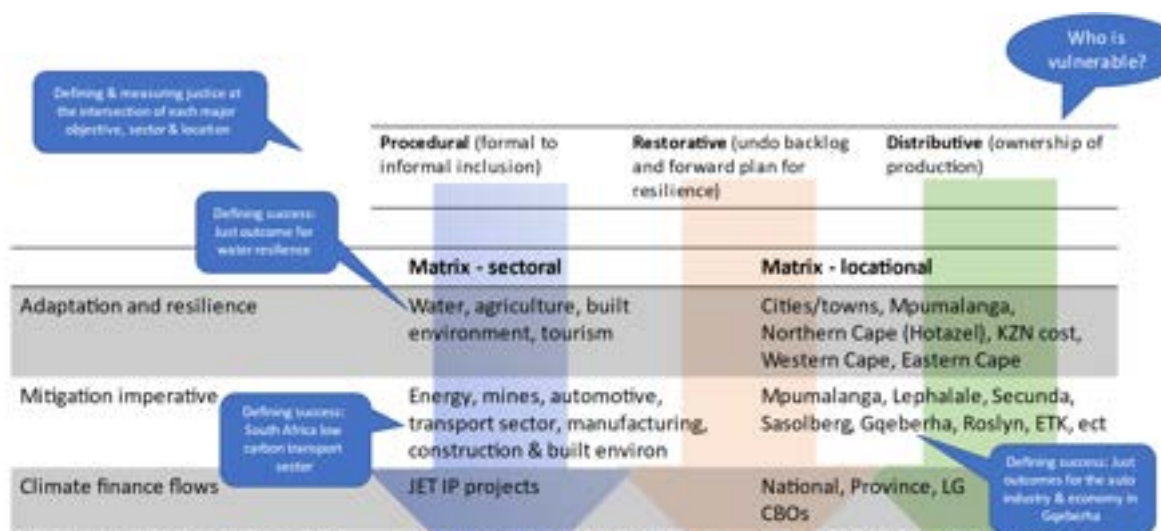 Who is
vulnerable?
Defining & measuring justice at
the intersection of each major
objective, sector & location
Procedural (formal to
informal inclusion)
Restorative (undo backlog
and forward plan for
resilience)
Distributive (ownership of
production)
Defining success:
Just outcome for
water resilience
Matrix - sectoral
Matrix - locational
Adaptation and resilience
Water, agriculture, built
environment, tourism
Cities/towns, Mpumalanga,
Northern Cape (Hotazel), KZN cost,
Western Cape, Eastern Cape
Mitigation imperative
Energy, mines, automotive,
transport sector, manufacturing,
construction & built environ
Mpumalanga, Lephalale, Secunda,
Sasolberg, Gqeberha, Roslyn, ETK, ect
Defining success:
South Africa low
carbon transport
sector
Defining success: Just
outcomes for the auto
industry & economy in
Gqeberha
Climate finance flows
JET IP projects
National, Province, LG
CBOs